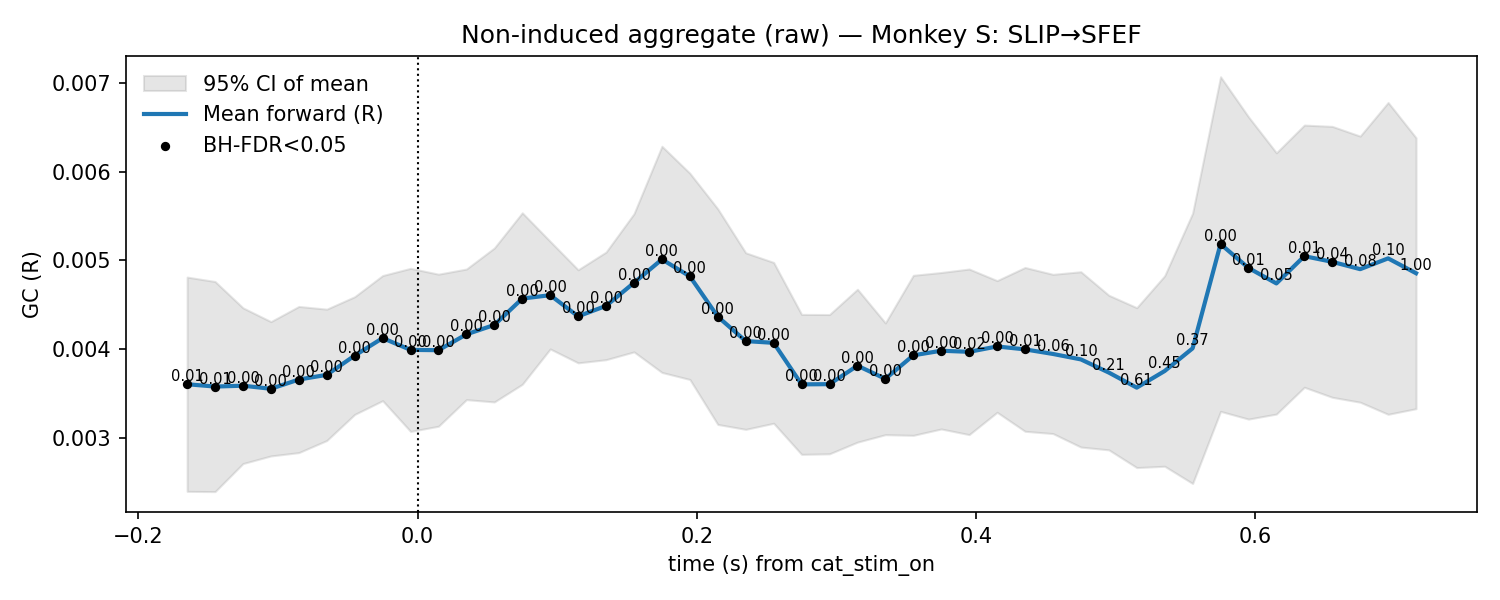 Non-induced aggregate (raw) — Monkey S: SLIP→SFEF
95% CI of mean
Mean forward (R)
BH-FDR<0.05
GC (R)
0.007
0.006
0.005
0.004
0.003
0.01 0.01 0.00 0.00 0.00 0.00 0.00 0.00 0.00 0.00 0.00 0.00 0.00 0.00 0.00 0.00 0.00 0.00 0.00 0.00 0.00 0.00 0.00 0.00 0.00 0.00 0.00 0.00 0.02 0.00 0.01 0.06 0.10 0.21 0.61 0.45 0.37 0.00 0.01 0.05 0.01 0.04 0.08 0.10 1.00
−0.2 0.0 0.2 0.4 0.6
time (s) from cat_stim_on